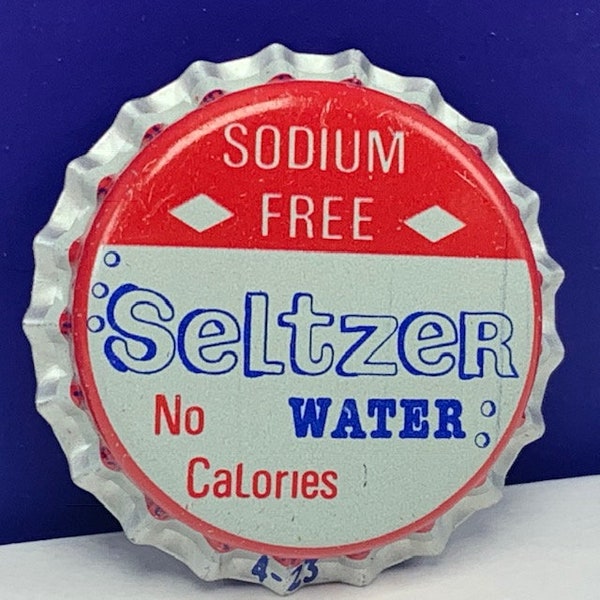 SODIUM
FREE
SeLtzeR
No WATER
CaLories
4-23